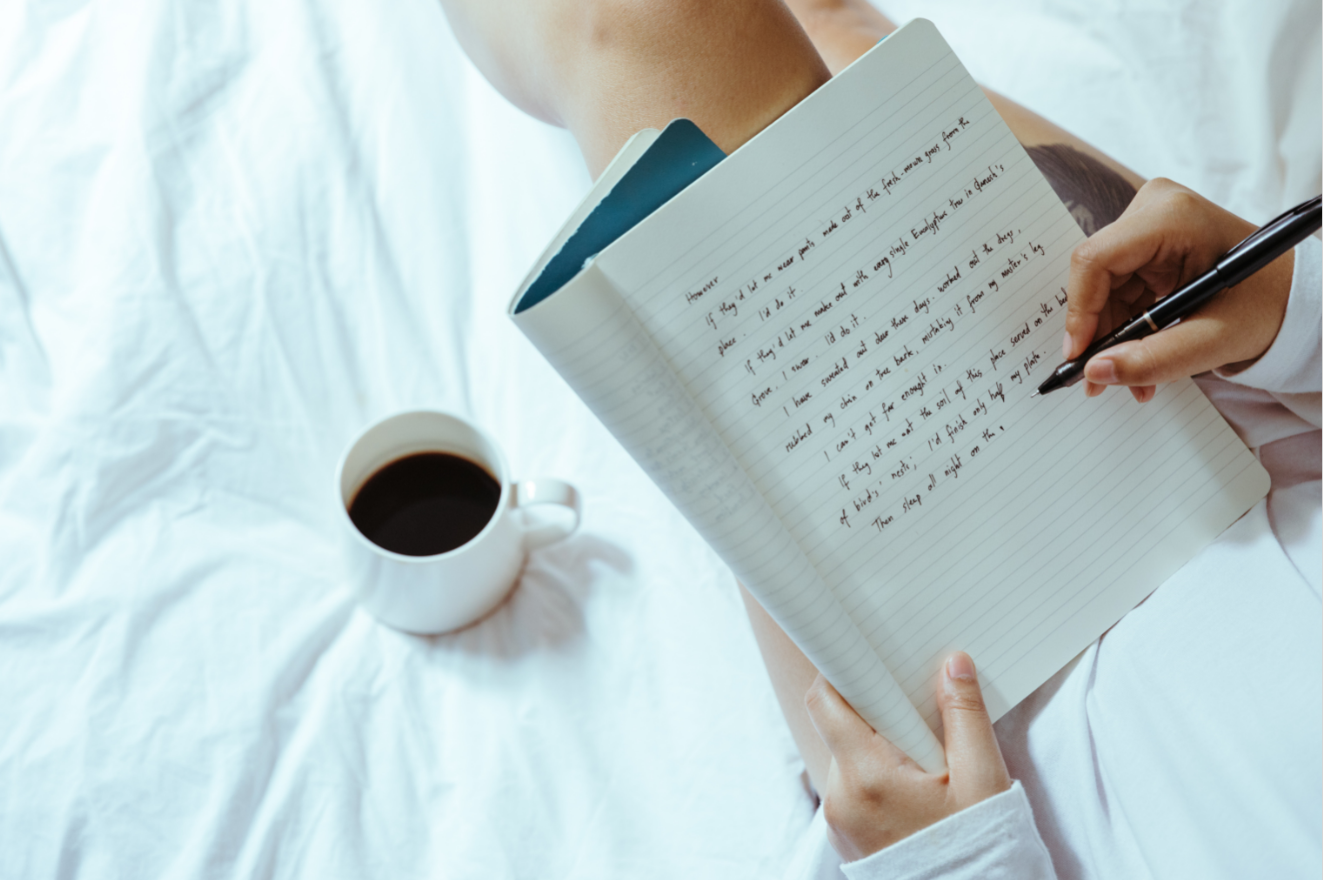 However
If they'd let me wear pants made out of the fresh-mown grass from the
place. I'd do it.
If they'd let me make out with every single Eucalyptus tree in Ganesh's
Grove, I swear, I'd do it.
I have sweated out dew them days, worked out the dregs,
rubbed my chin on tree bark, mistaking it from my master's leg
I can't get far enough in.
If they let me eat the soil of this place served on the bed
of birds' nests, I'd finish only half my plate.
Then sleep all night on the